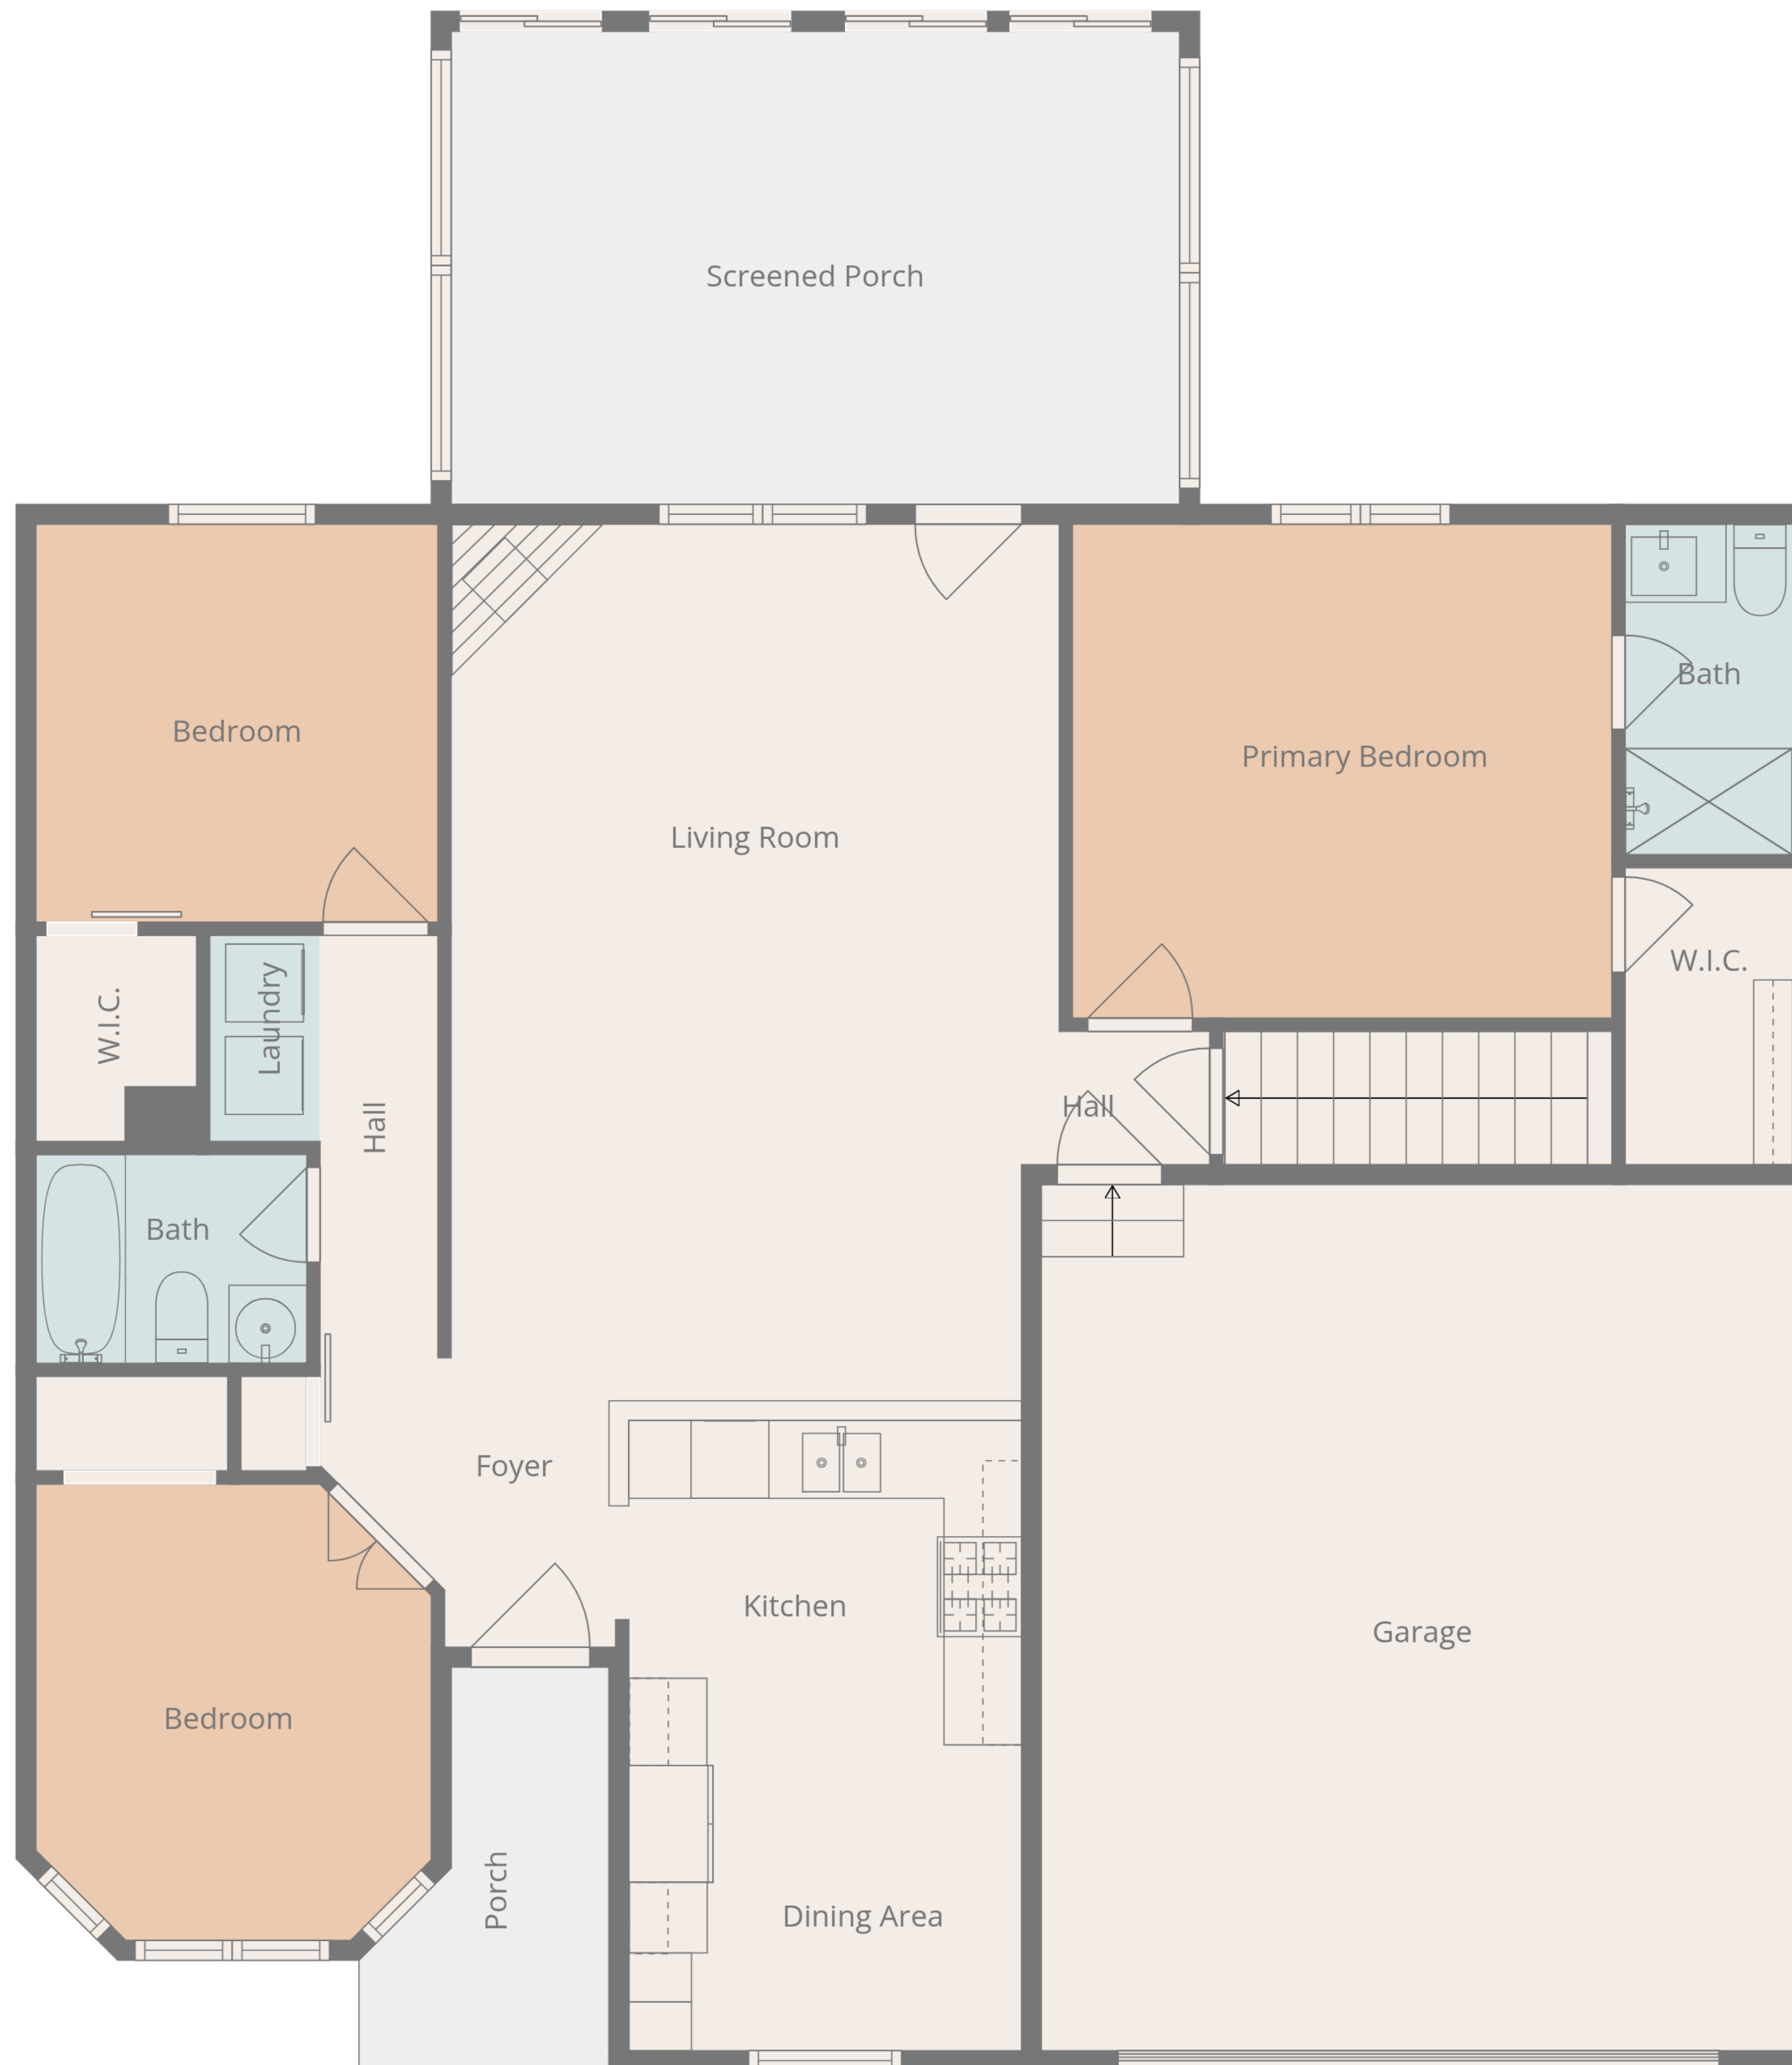 Screened Porch
Bedroom
Living Room
Primary Bedroom
Bath
W.I.C.
W.I.C.
Laundry
Hall
Hall
Bath
Foyer
Kitchen
Garage
Bedroom
Porch
Dining Area